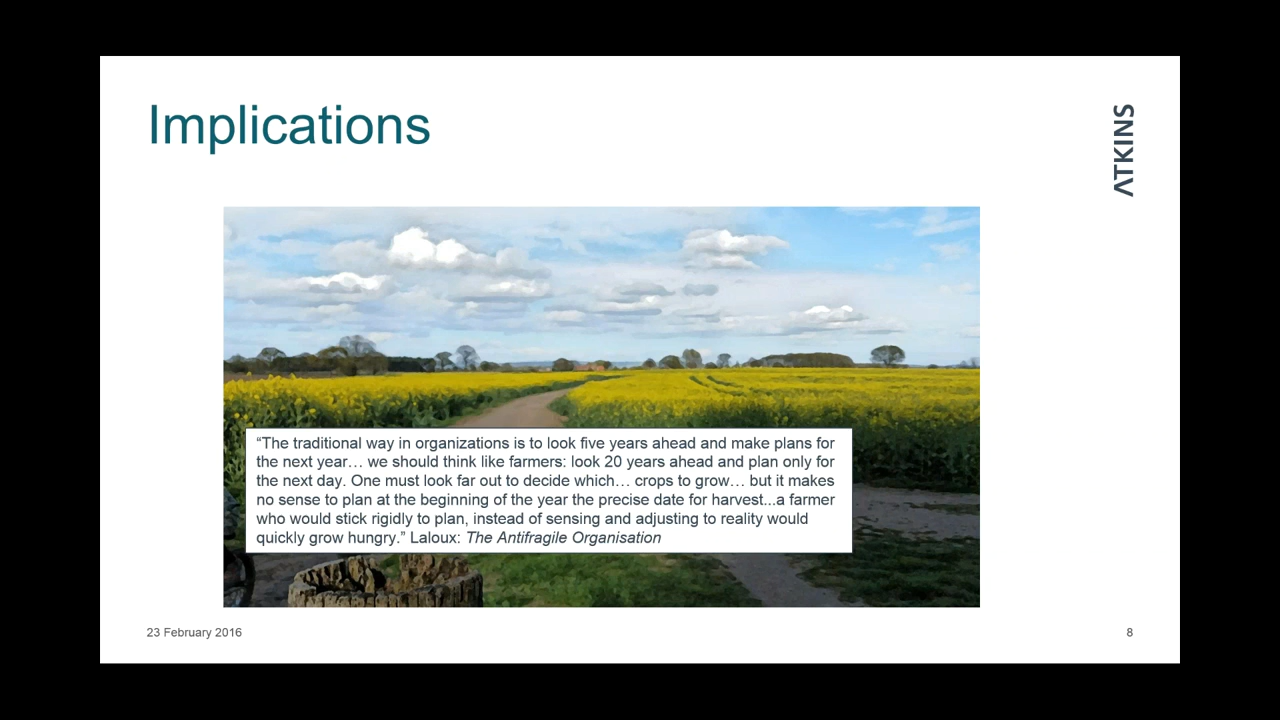 Implications
ATKINS
“The traditional way in organizations is to look five years ahead and make plans for
the next year… we should think like farmers: look 20 years ahead and plan only for
the next day. One must look far out to decide which… crops to grow… but it makes
no sense to plan at the beginning of the year the precise date for harvest...a farmer
who would stick rigidly to plan, instead of sensing and adjusting to reality would
quickly grow hungry.” Laloux: The Antifragile Organisation
23 February 2016
8